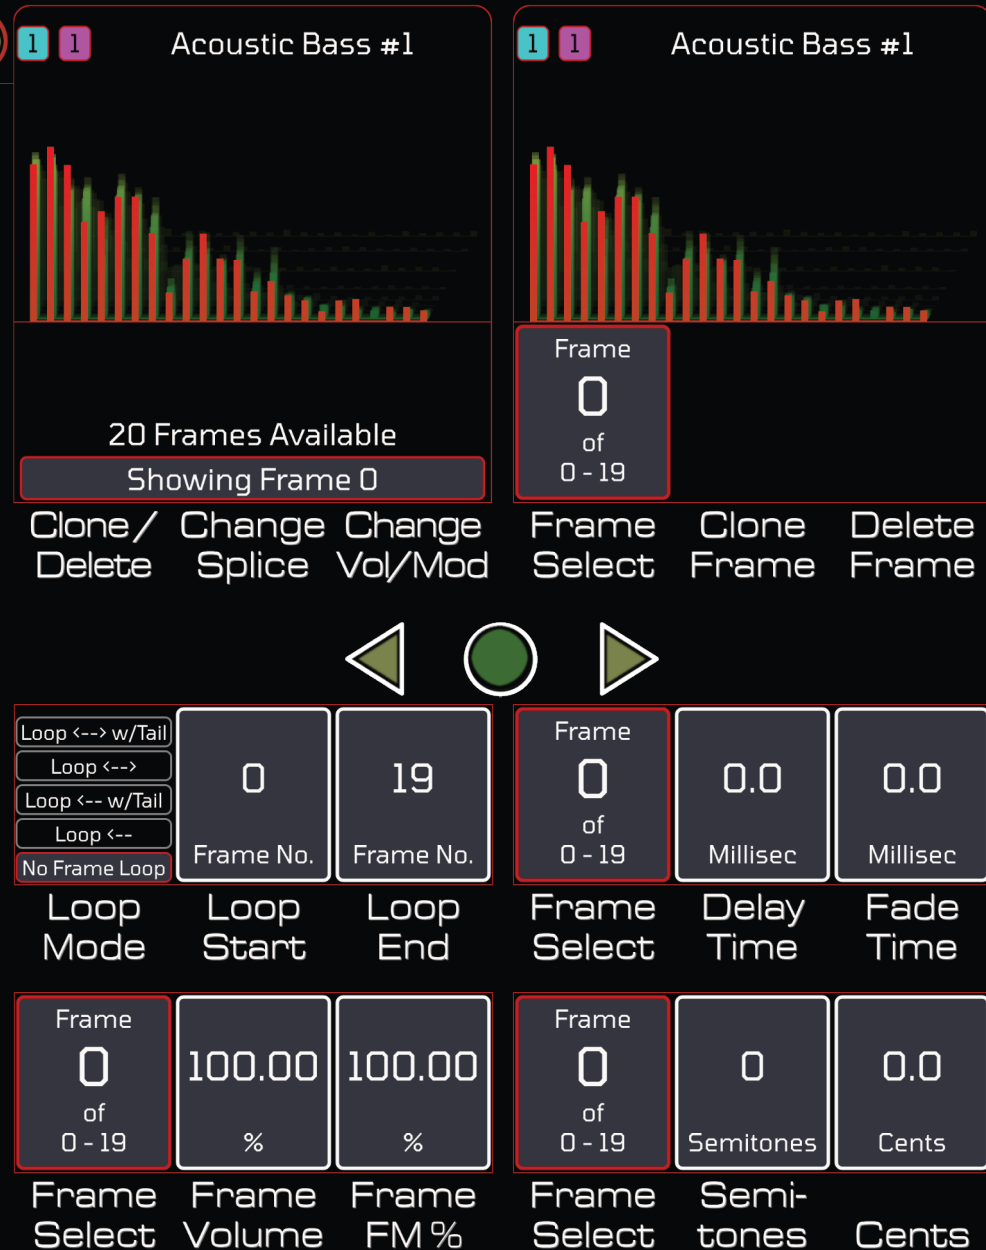 1 1 Acoustic Bass #1
20 Frames Available
Showing Frame 0
Clone/ Change Change
Delete Splice Vol/Mod
1 1 Acoustic Bass #1
Frame
0
of
0 - 19
Frame Clone Delete
Select Frame Frame
Loop <--> w/Tail
Loop <-->
Loop <-- w/Tail
Loop <--
No Frame Loop
0
Frame No.
19
Frame No.
Loop Loop Loop
Mode Start End
Frame
0
of
0 - 19
0.0
Millisec
0.0
Millisec
Frame Delay Fade
Select Time Time
Frame
0
of
0 - 19
100.00
%
100.00
%
Frame Frame Frame
Select Volume FM %
Frame
0
of
0 - 19
0
Semitones
0.0
Cents
Frame Semi-
Select tones Cents